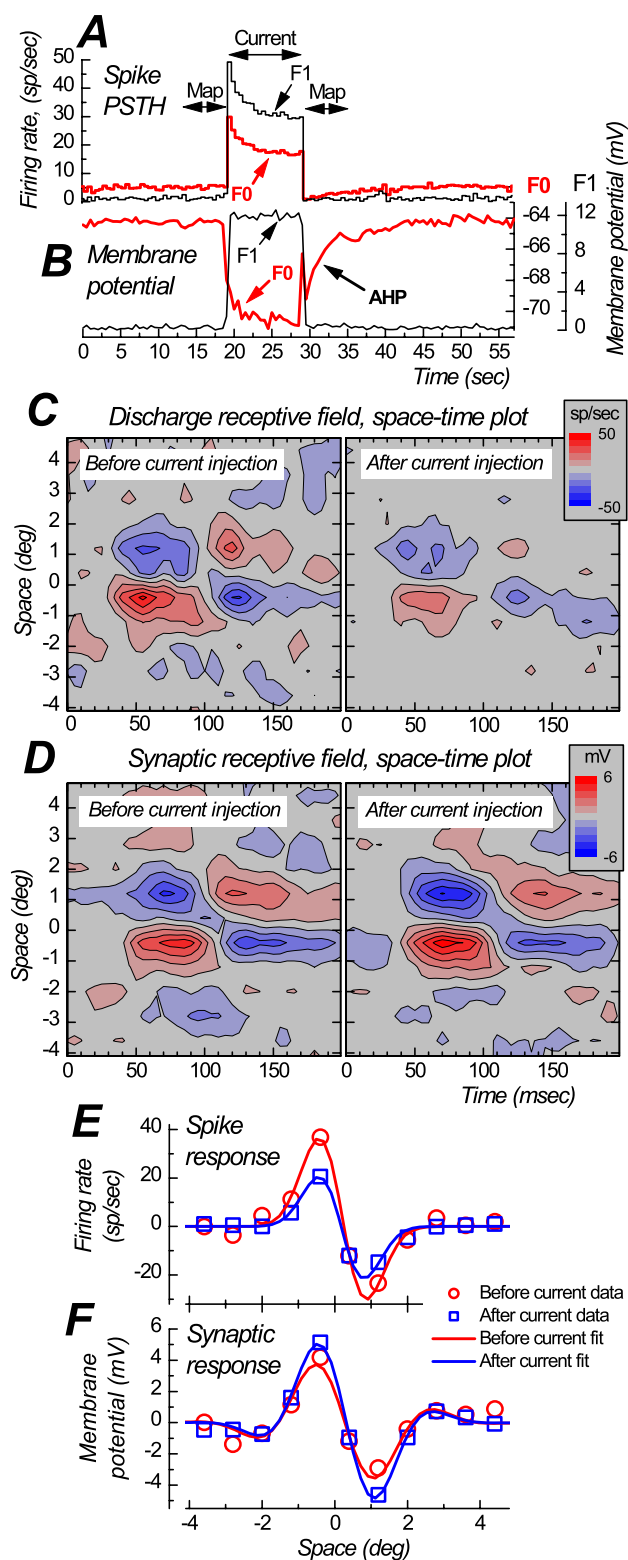 A
Current
50
Spike
PSTH
F1
Map
Map
40
30
20
10
0
Firing rate, (sp/sec)
F0
F0
F1
B
Membrane
potential
F1
F0
AHP
-64
-66
-68
-70
12
8
4
0
Membrane potential (mV)
0 5 10 15 20 25 30 35 40 45 50 55
Time (sec)
C
Discharge receptive field, space-time plot
sp/sec
50
-50
Before current injection
After current injection
4
3
2
1
0
-1
-2
-3
-4
Space (deg)
0 50 100 150
0 50 100 150
D
Synaptic receptive field, space-time plot
mV
6
-6
Before current injection
After current injection
4
3
2
1
0
-1
-2
-3
-4
Space (deg)
0 50 100 150
0 50 100 150
Time (msec)
E
Spike
response
40
20
0
-20
Firing rate
(sp/sec)
Before current data
After current data
Before current fit
After current fit
F
Synaptic
response
6
4
2
0
-2
-4
Membrane
potential (mV)
-4 -2 0 2 4
Space (deg)